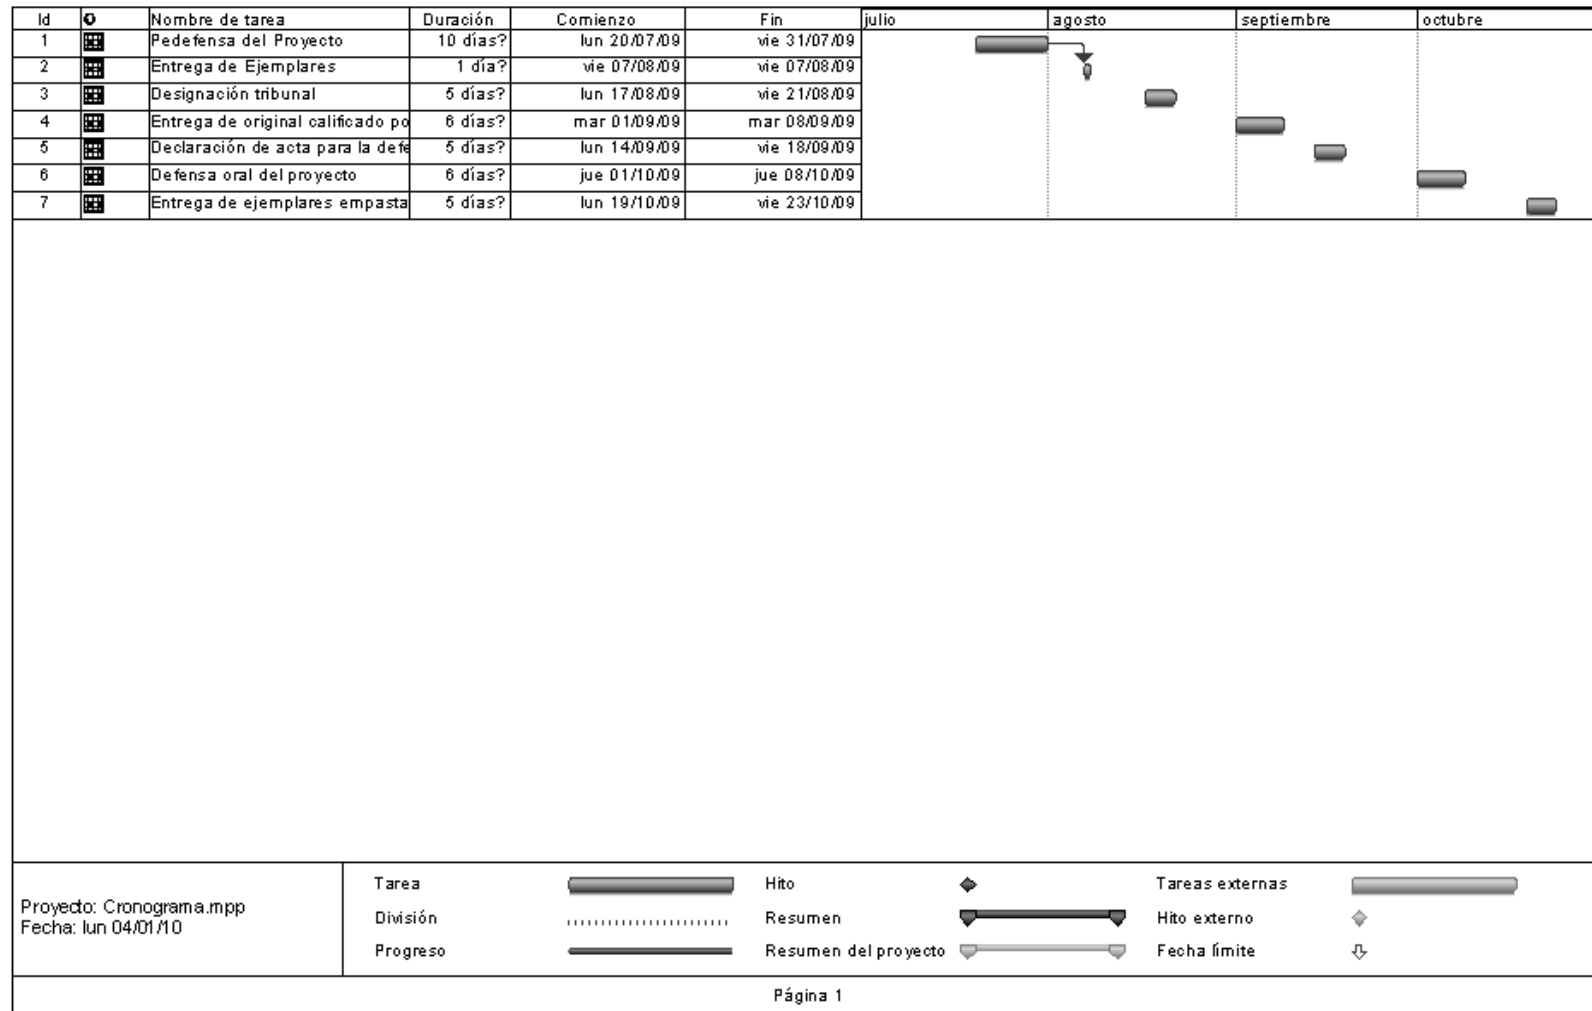 Id Nombre de tarea Duración Comienzo Fin julio agosto septiembre octubre
1 Pedefensa del Proyecto 10 días? lun 20/07/09 vie 31/07/09
2 Entrega de Ejemplares 1 día? vie 07/08/09 vie 07/08/09
3 Designación tribunal 5 días? lun 17/08/09 vie 21/08/09
4 Entrega de original calificado po 6 días? mar 01/09/09 mar 08/09/09
5 Declaración de acta para la defe 5 días? lun 14/09/09 vie 18/09/09
6 Defensa oral del proyecto 6 días? jue 01/10/09 jue 08/10/09
7 Entrega de ejemplares empasta 5 días? lun 19/10/09 vie 23/10/09
Proyecto: Cronograma.mpp
Fecha: lun 04/01/10
Tarea Hito Tareas externas
División Resumen Hito externo
Progreso Resumen del proyecto Fecha límite
Página 1